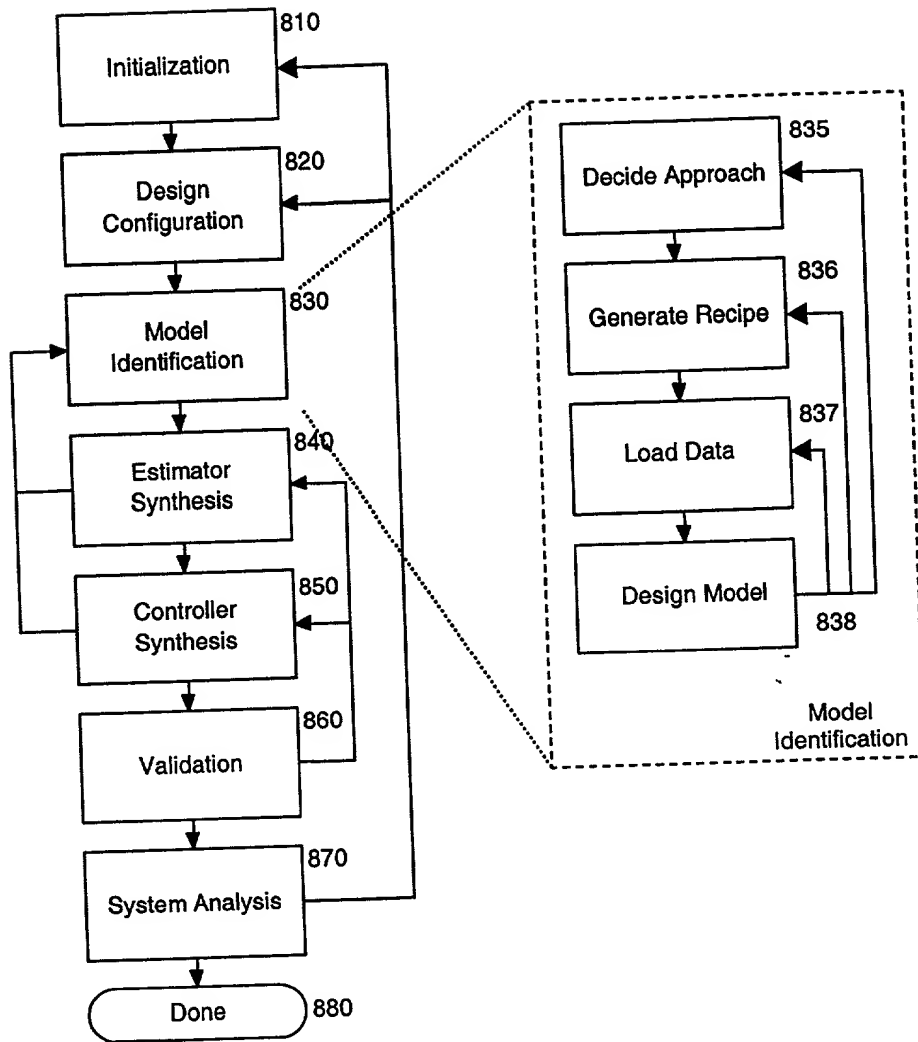 810
Initialization
820
Design
Configuration
830
Model
Identification
840
Estimator
Synthesis
850
Controller
Synthesis
860
Validation
870
System Analysis
Done
880
835
Decide Approach
836
Generate Recipe
837
Load Data
Design Model
838
Model
Identification